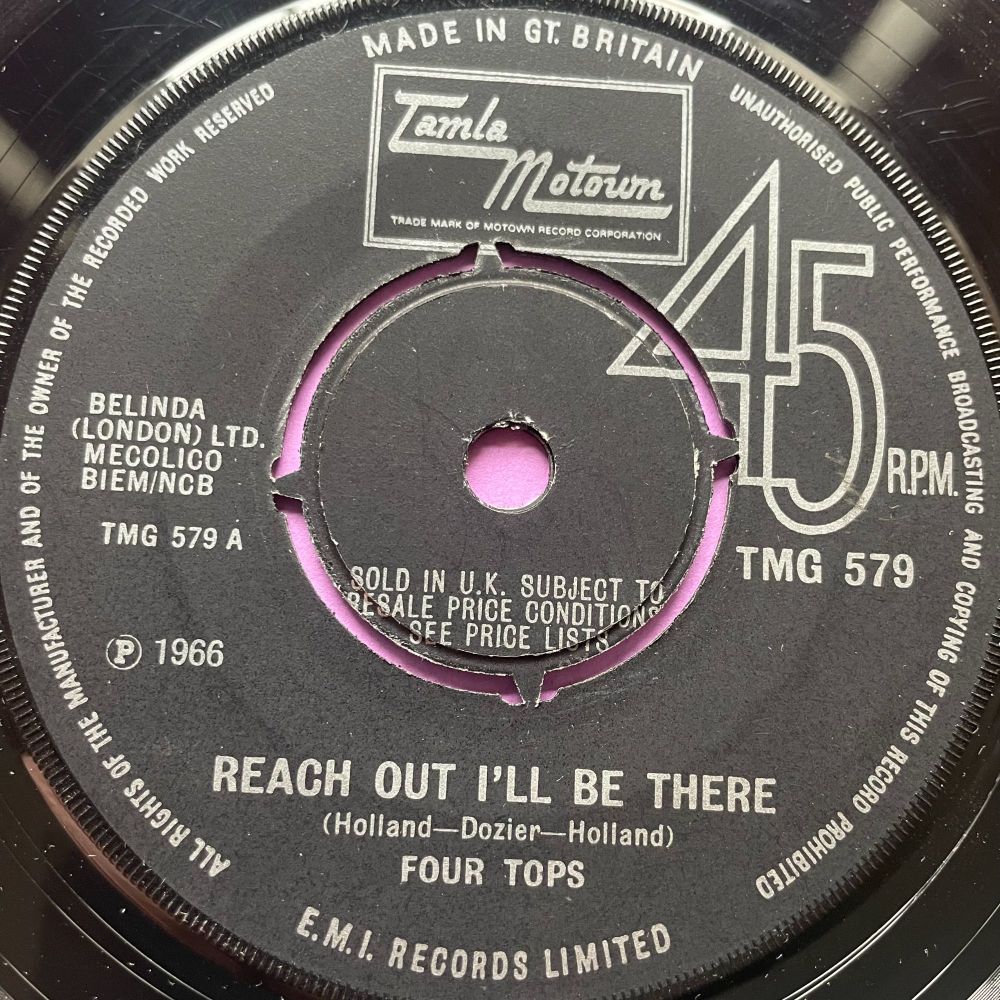 MADE IN GT. BRITAIN
UNAUTHORISED PUBLIC PERFORMANCE BROADCASTING AND COPYING OF THIS RECORD PROHIBITED
ALL RIGHTS OF THE MANUFACTURER AND OF THE OWNER OF THE RECORDED WORK RESERVED
Tamla
Motown
TRADE MARK OF MOTOWN RECORD CORPORATION
45
R.P.M.
BELINDA
(LONDON) LTD.
MECOLICO
BIEM/NCB
TMG 579 A
TMG 579
SOLD IN U.K. SUBJECT TO
RESALE PRICE CONDITIONS
SEE PRICE LISTS
Ⓟ 1966
REACH OUT I'LL BE THERE
(Holland—Dozier—Holland)
FOUR TOPS
E.M.I. RECORDS LIMITED